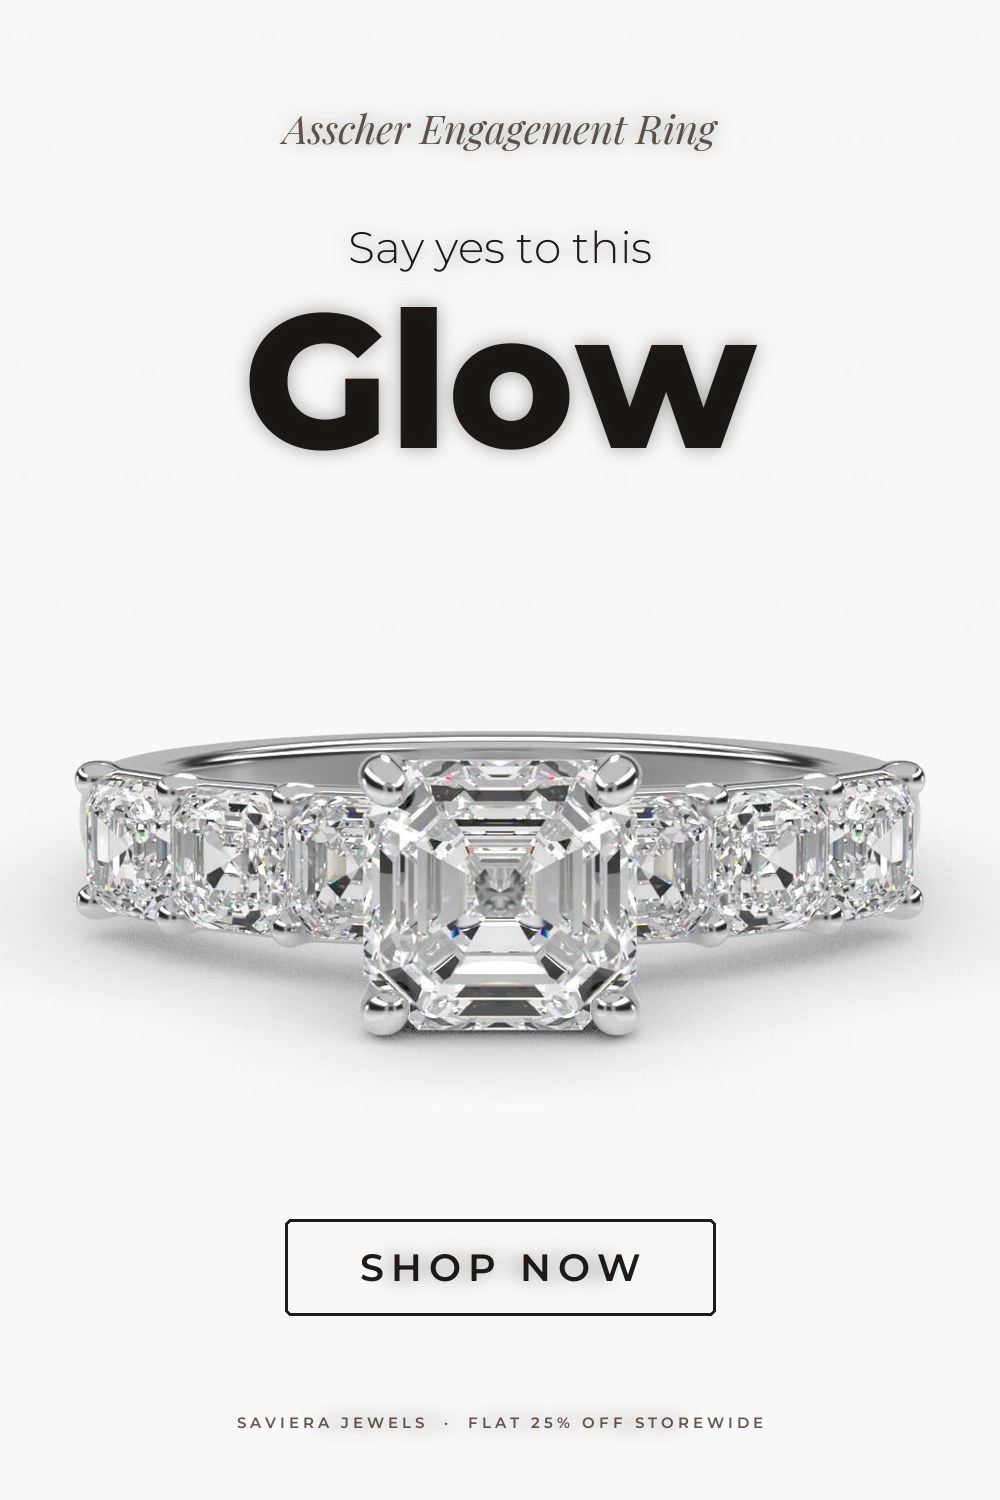 Asscher Engagement Ring
Say yes to this
Glow
SHOP NOW
SAVIERA JEWELS · FLAT 25% OFF STOREWIDE